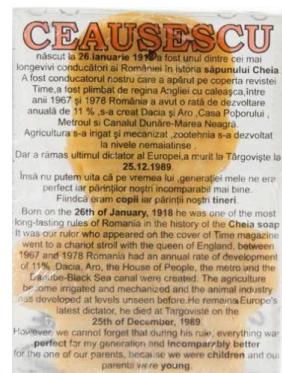 CEAUSESCU
născut la 26.ianuarie 1918 a fost unul dintre cei mai
longevivi conducători ai României în istoria săpunului Cheia
A fost conducatorul nostru care a apărut pe coperta revistei
Time,a fost plimbat de regina Angliei cu caleașca,între
anii 1967 și 1978 România a avut o rată de dezvoltare
anuală de 11 % ,s-a creat Dacia și Aro ,Casa Poporului ,
Metroul si Canalul Dunăre-Marea Neagră.
Agricultura s-a irigat și mecanizat ,zootehnia s-a dezvoltat
la nivele nemaiatinse .
Dar a rămas ultimul dictator al Europei,a murit la Târgoviște la
25.12.1989.
Însă nu putem uita că pe vremea lui ,generației mele ne era
perfect iar părinților noștri incomparabil mai bine.
Fiindcă eram copii iar părinții noștri tineri.
Born on the 26th of January, 1918 he was one of the most
long-lasting rulers of Romania in the history of the Cheia soap
It was our rulor who appeared on the cover of Time magazine
went to a chariot stroll with the queen of England, between
1967 and 1978 Romania had an annual rate of development
of 11%. Dacia, Aro, the House of People, the metro and the
Danube-Black Sea canal were created. The agriculture
become irrigated and mechanized and the animal industry
has developed at levels unseen before.He remains Europe's
latest dictator, he died at Targoviste on the
25th of December, 1989.
However, we cannot forget that during his rule, everything was
perfect for my generation and incomparably better
for the one of our parents, because we were children and our
parents were young.